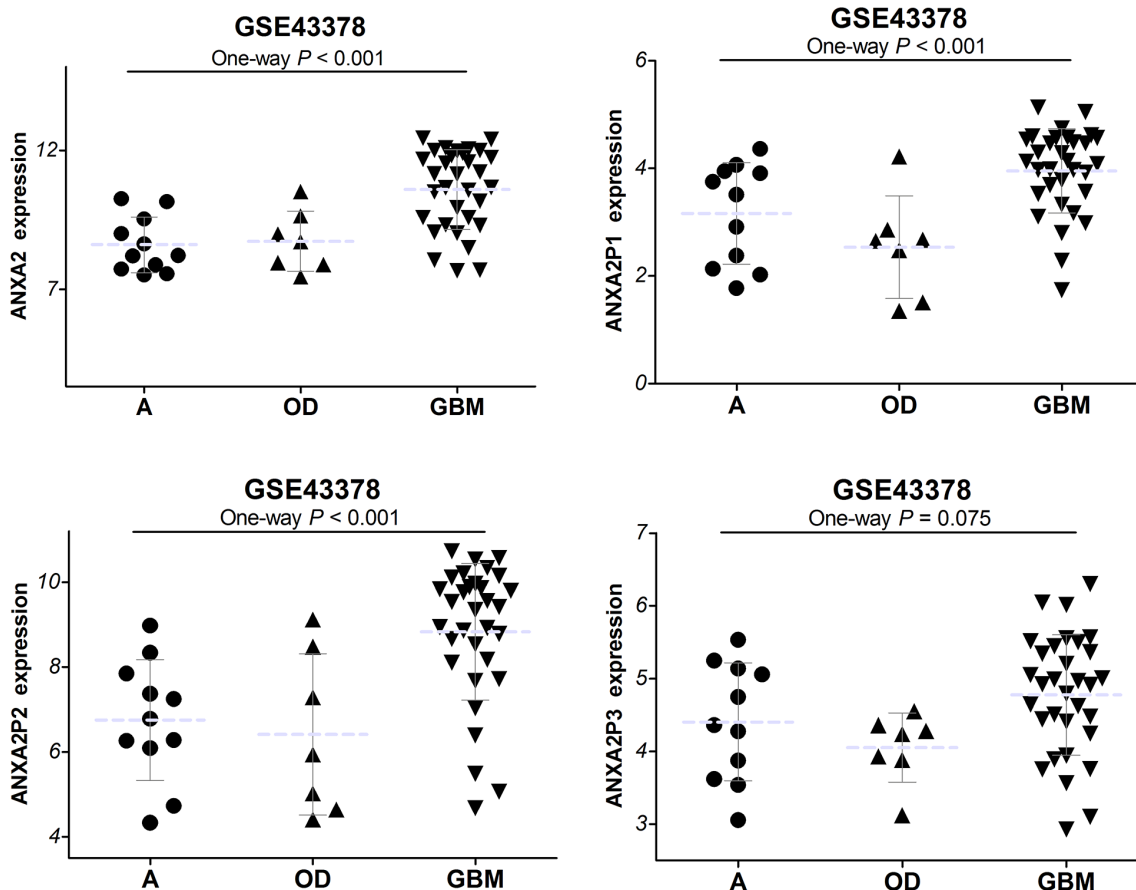 GSE43378
One-way P < 0.001
ANXA2 expression
12
7
A OD GBM
GSE43378
One-way P < 0.001
ANXA2P1 expression
6
4
2
0
A OD GBM
GSE43378
One-way P < 0.001
ANXA2P2 expression
10
8
6
4
A OD GBM
GSE43378
One-way P = 0.075
ANXA2P3 expression
7
6
5
4
3
A OD GBM